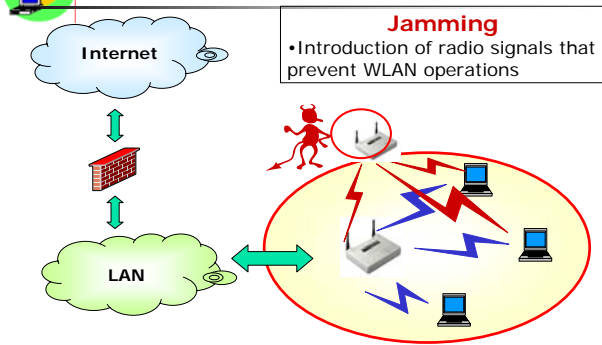 Jamming
•Introduction of radio signals that
prevent WLAN operations
Internet
LAN